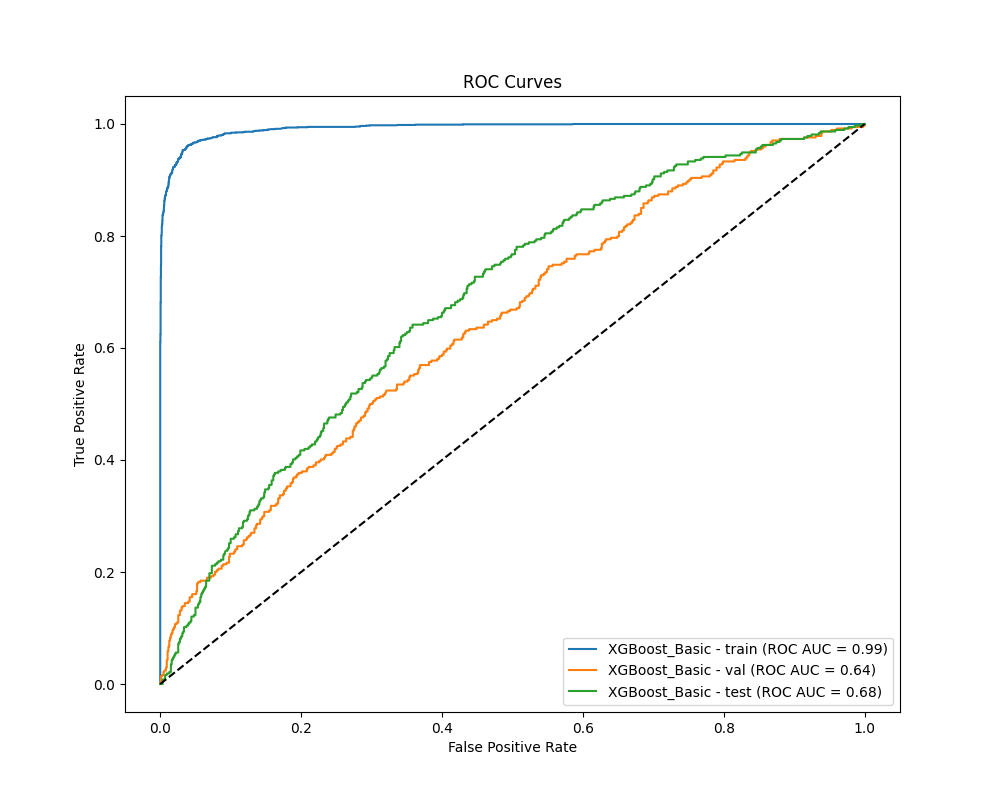 ROC Curves
1.0
0.8
0.6
0.4
0.2
0.0
True Positive Rate
0.0 0.2 0.4 0.6 0.8 1.0
False Positive Rate
XGBoost_Basic - train (ROC AUC = 0.99)
XGBoost_Basic - val (ROC AUC = 0.64)
XGBoost_Basic - test (ROC AUC = 0.68)